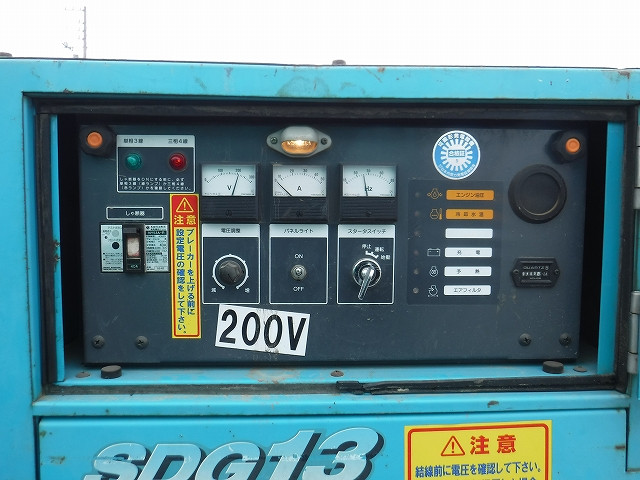 単相3線 三相4線
しゃ断器
注意
ブレーカーを上げる前に
設定電圧の確認をして下さい。
V
A
Hz
電圧調整
減 増
パネルライト
ON
OFF
スタータスイッチ
停止
運転
始動
200V
合格証
エンジン油圧
冷却水温
充電
予熱
エアフィルタ
SDG13
注意
結線前に電圧を確認して下さい。